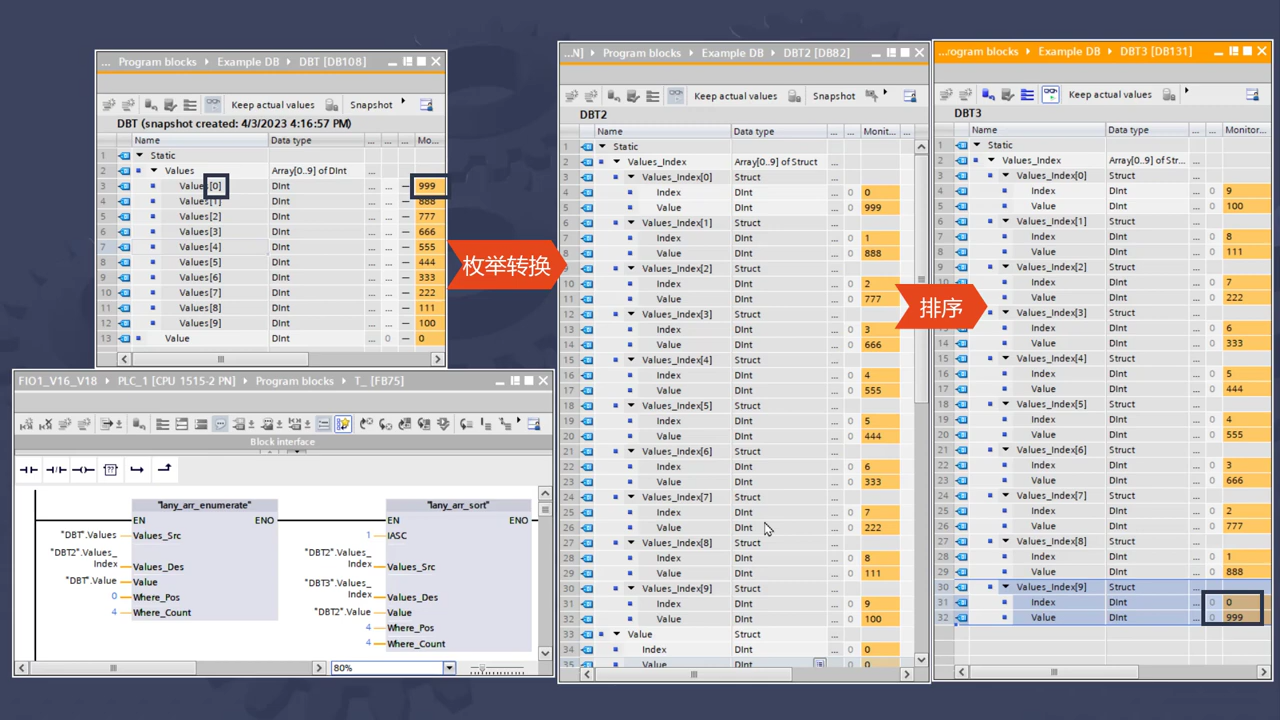 ... Program blocks ▸ Example DB ▸ DBT [DB108]
Keep actual values Snapshot
DBT (snapshot created: 4/3/2023 4:16:57 PM)
Name Data type ... ... ... Mo...
1 Static
2 Values Array[0..9] of DInt
3 Values[0] DInt ... ... — 999
4 Values[1] DInt ... ... — 888
5 Values[2] DInt ... ... — 777
6 Values[3] DInt ... ... — 666
7 Values[4] DInt ... ... — 555
8 Values[5] DInt ... ... — 444
9 Values[6] DInt ... ... — 333
10 Values[7] DInt ... ... — 222
11 Values[8] DInt ... ... — 111
12 Values[9] DInt ... ... — 100
13 Value DInt ... 0 — 0
枚举转换
FIO1_V16_V18 ▸ PLC_1 [CPU 1515-2 PN] ▸ Program blocks ▸ T_ [FB75]
Block interface
"lany_arr_enumerate"
EN ENO
"DBT".Values Values_Src
"DBT2".Values_
Index Values_Des
"DBT".Value Value
0 Where_Pos
4 Where_Count
"lany_arr_sort"
EN ENO
1 IASC
"DBT2".Values_
Index Values_Src
"DBT3".Values_
Index Values_Des
"DBT2".Value Value
4 Where_Pos
4 Where_Count
80%
...N] ▸ Program blocks ▸ Example DB ▸ DBT2 [DB82]
Keep actual values Snapshot
DBT2
Name Data type ... ... Monit... ...
1 Static
2 Values_Index Array[0..9] of Struct
3 Values_Index[0] Struct ...
4 Index DInt ... 0 0
5 Value DInt ... 0 999
6 Values_Index[1] Struct ...
7 Index DInt ... 0 1
8 Value DInt ... 0 888
9 Values_Index[2] Struct ...
10 Index DInt ... 0 2
11 Value DInt ... 0 777
12 Values_Index[3] Struct ...
13 Index DInt ... 0 3
14 Value DInt ... 0 666
15 Values_Index[4] Struct ...
16 Index DInt ... 0 4
17 Value DInt ... 0 555
18 Values_Index[5] Struct ...
19 Index DInt ... 0 5
20 Value DInt ... 0 444
21 Values_Index[6] Struct ...
22 Index DInt ... 0 6
23 Value DInt ... 0 333
24 Values_Index[7] Struct ...
25 Index DInt ... 0 7
26 Value DInt ... 0 222
27 Values_Index[8] Struct ...
28 Index DInt ... 0 8
29 Value DInt ... 0 111
30 Values_Index[9] Struct ...
31 Index DInt ... 0 9
32 Value DInt ... 0 100
33 Value Struct ...
34 Index DInt ... 0 0
35 Value DInt 0 0
排序
...rogram blocks ▸ Example DB ▸ DBT3 [DB131]
Keep actual values
DBT3
Name Data type ... ... Monitor...
1 Static
2 Values_Index Array[0..9] of Str...
3 Values_Index[0] Struct ...
4 Index DInt ... 0 9
5 Value DInt ... 0 100
6 Values_Index[1] Struct ...
7 Index DInt ... 0 8
8 Value DInt ... 0 111
9 Values_Index[2] Struct ...
10 Index DInt ... 0 7
11 Value DInt ... 0 222
12 Values_Index[3] Struct ...
13 Index DInt ... 0 6
14 Value DInt ... 0 333
15 Values_Index[4] Struct ...
16 Index DInt ... 0 5
17 Value DInt ... 0 444
18 Values_Index[5] Struct ...
19 Index DInt ... 0 4
20 Value DInt ... 0 555
21 Values_Index[6] Struct ...
22 Index DInt ... 0 3
23 Value DInt ... 0 666
24 Values_Index[7] Struct ...
25 Index DInt ... 0 2
26 Value DInt ... 0 777
27 Values_Index[8] Struct ...
28 Index DInt ... 0 1
29 Value DInt ... 0 888
30 Values_Index[9] Struct ...
31 Index DInt ... 0 0
32 Value DInt ... 0 999